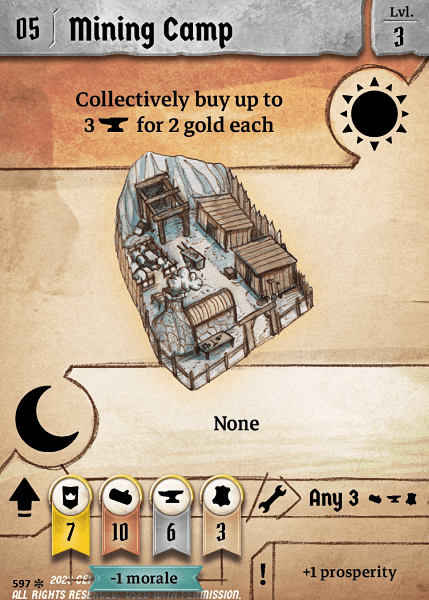 05 Mining Camp
Lvl.
3
Collectively buy up to
3 for 2 gold each
None
7 10 6 3
Any 3
-1 morale
! +1 prosperity
597
ALL RIGHTS